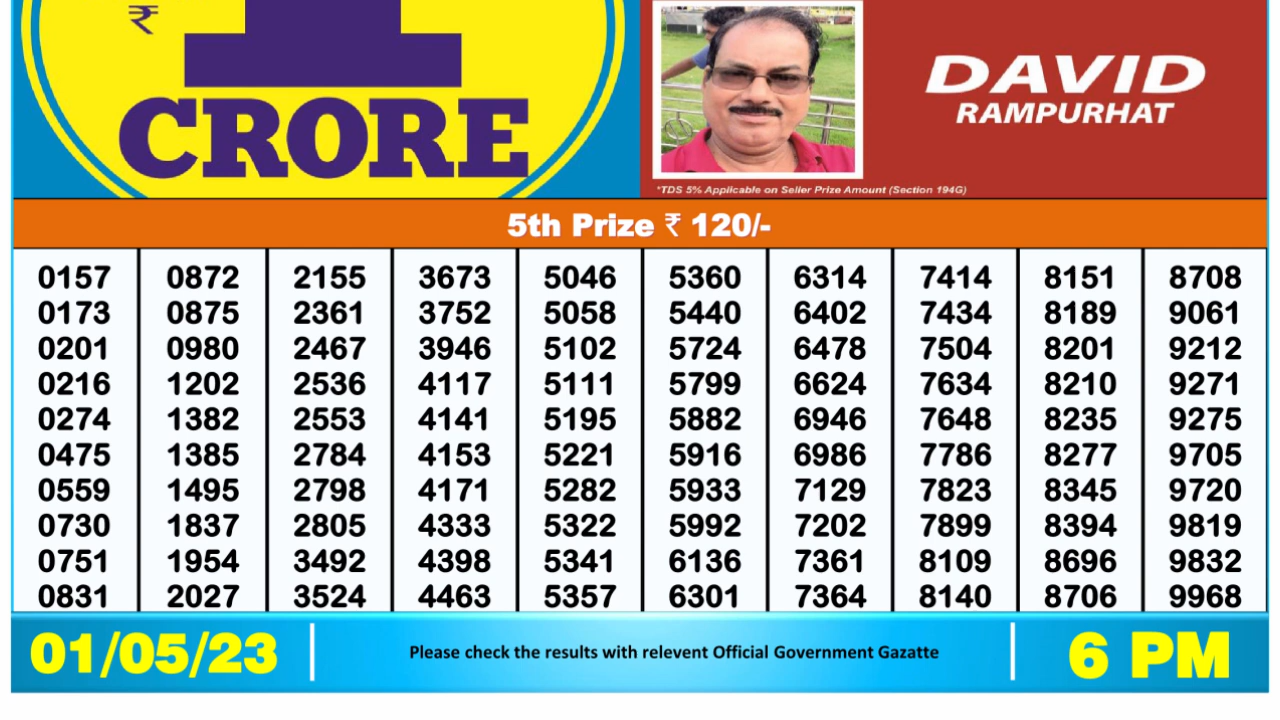 ₹
1
CRORE
DAVID
RAMPURHAT
*TDS 5% Applicable on Seller Prize Amount (Section 194G)
5th Prize ₹ 120/-
0157 0872 2155 3673 5046 5360 6314 7414 8151 8708
0173 0875 2361 3752 5058 5440 6402 7434 8189 9061
0201 0980 2467 3946 5102 5724 6478 7504 8201 9212
0216 1202 2536 4117 5111 5799 6624 7634 8210 9271
0274 1382 2553 4141 5195 5882 6946 7648 8235 9275
0475 1385 2784 4153 5221 5916 6986 7786 8277 9705
0559 1495 2798 4171 5282 5933 7129 7823 8345 9720
0730 1837 2805 4333 5322 5992 7202 7899 8394 9819
0751 1954 3492 4398 5341 6136 7361 8109 8696 9832
0831 2027 3524 4463 5357 6301 7364 8140 8706 9968
01/05/23
Please check the results with relevent Official Government Gazatte
6 PM